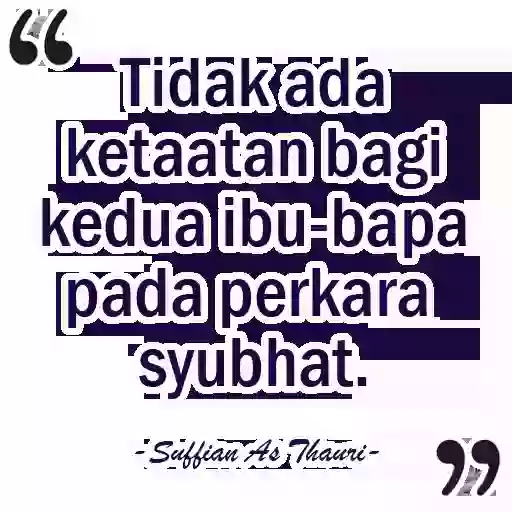 Tidak ada
ketaatan bagi
kedua ibu-bapa
pada perkara
syubhat.
-Suffian As Thauri-